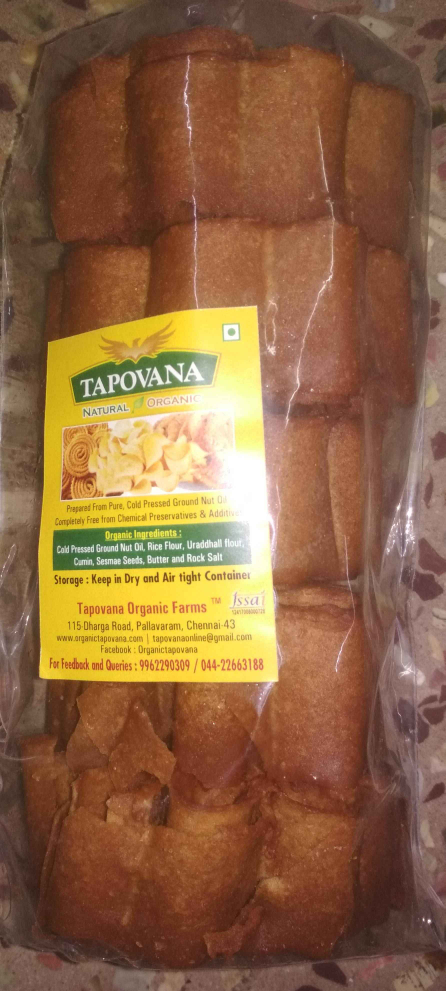 TAPOVANA
NATURAL ORGANIC
Prepared From Pure, Cold Pressed Ground Nut Oil
Completely Free from Chemical Preservatives & Additives
Organic Ingredients :
Cold Pressed Ground Nut Oil, Rice Flour, Uraddhall flour,
Cumin, Sesmae Seeds, Butter and Rock Salt
Storage : Keep in Dry and Air tight Container
Tapovana Organic Farms ™
fssai
115-Dharga Road, Pallavaram, Chennai-43
www.organictapovana.com | tapovanaonline@gmail.com
Facebook : Organictapovana
For Feedback and Queries : 9962290309 / 044-22663188